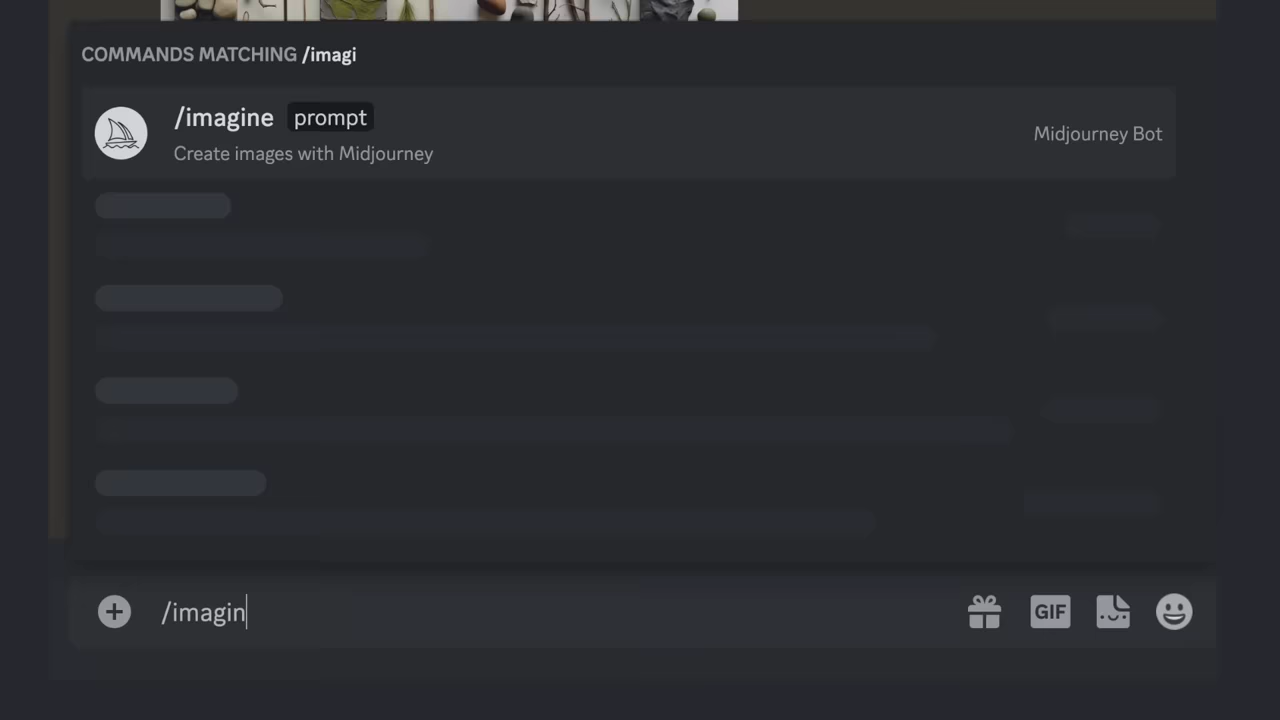 COMMANDS MATCHING /imagi
/imagine prompt
Create images with Midjourney
Midjourney Bot
/imagin
GIF